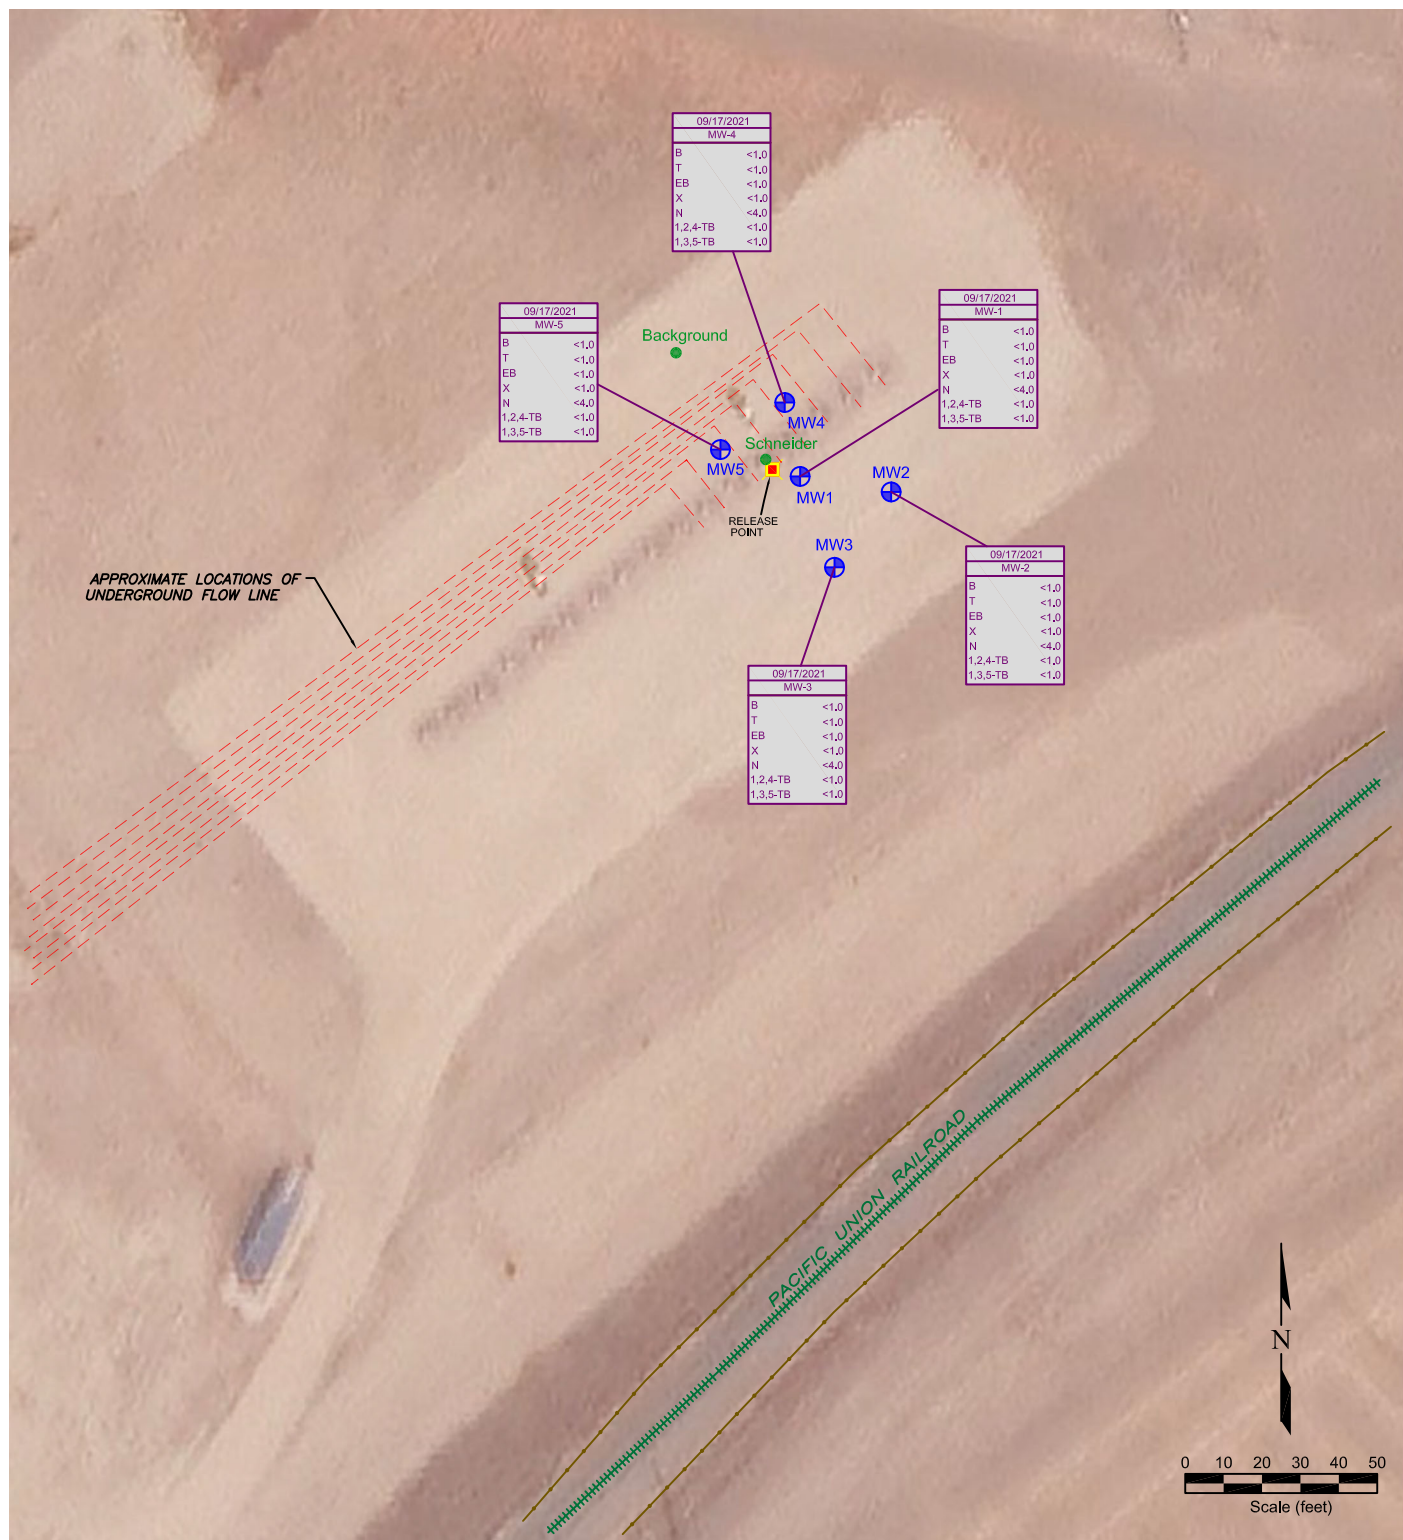 09/17/2021
MW-4
B <1.0
T <1.0
EB <1.0
X <1.0
N <4.0
1,2,4-TB <1.0
1,3,5-TB <1.0
09/17/2021
MW-1
B <1.0
T <1.0
EB <1.0
X <1.0
N <4.0
1,2,4-TB <1.0
1,3,5-TB <1.0
09/17/2021
MW-5
B <1.0
T <1.0
EB <1.0
X <1.0
N <4.0
1,2,4-TB <1.0
1,3,5-TB <1.0
Background
MW4
Schneider
MW5
MW1
MW2
RELEASE
POINT
MW3
09/17/2021
MW-2
B <1.0
T <1.0
EB <1.0
X <1.0
N <4.0
1,2,4-TB <1.0
1,3,5-TB <1.0
APPROXIMATE LOCATIONS OF
UNDERGROUND FLOW LINE
09/17/2021
MW-3
B <1.0
T <1.0
EB <1.0
X <1.0
N <4.0
1,2,4-TB <1.0
1,3,5-TB <1.0
PACIFIC UNION RAILROAD
N
0 10 20 30 40 50
Scale (feet)